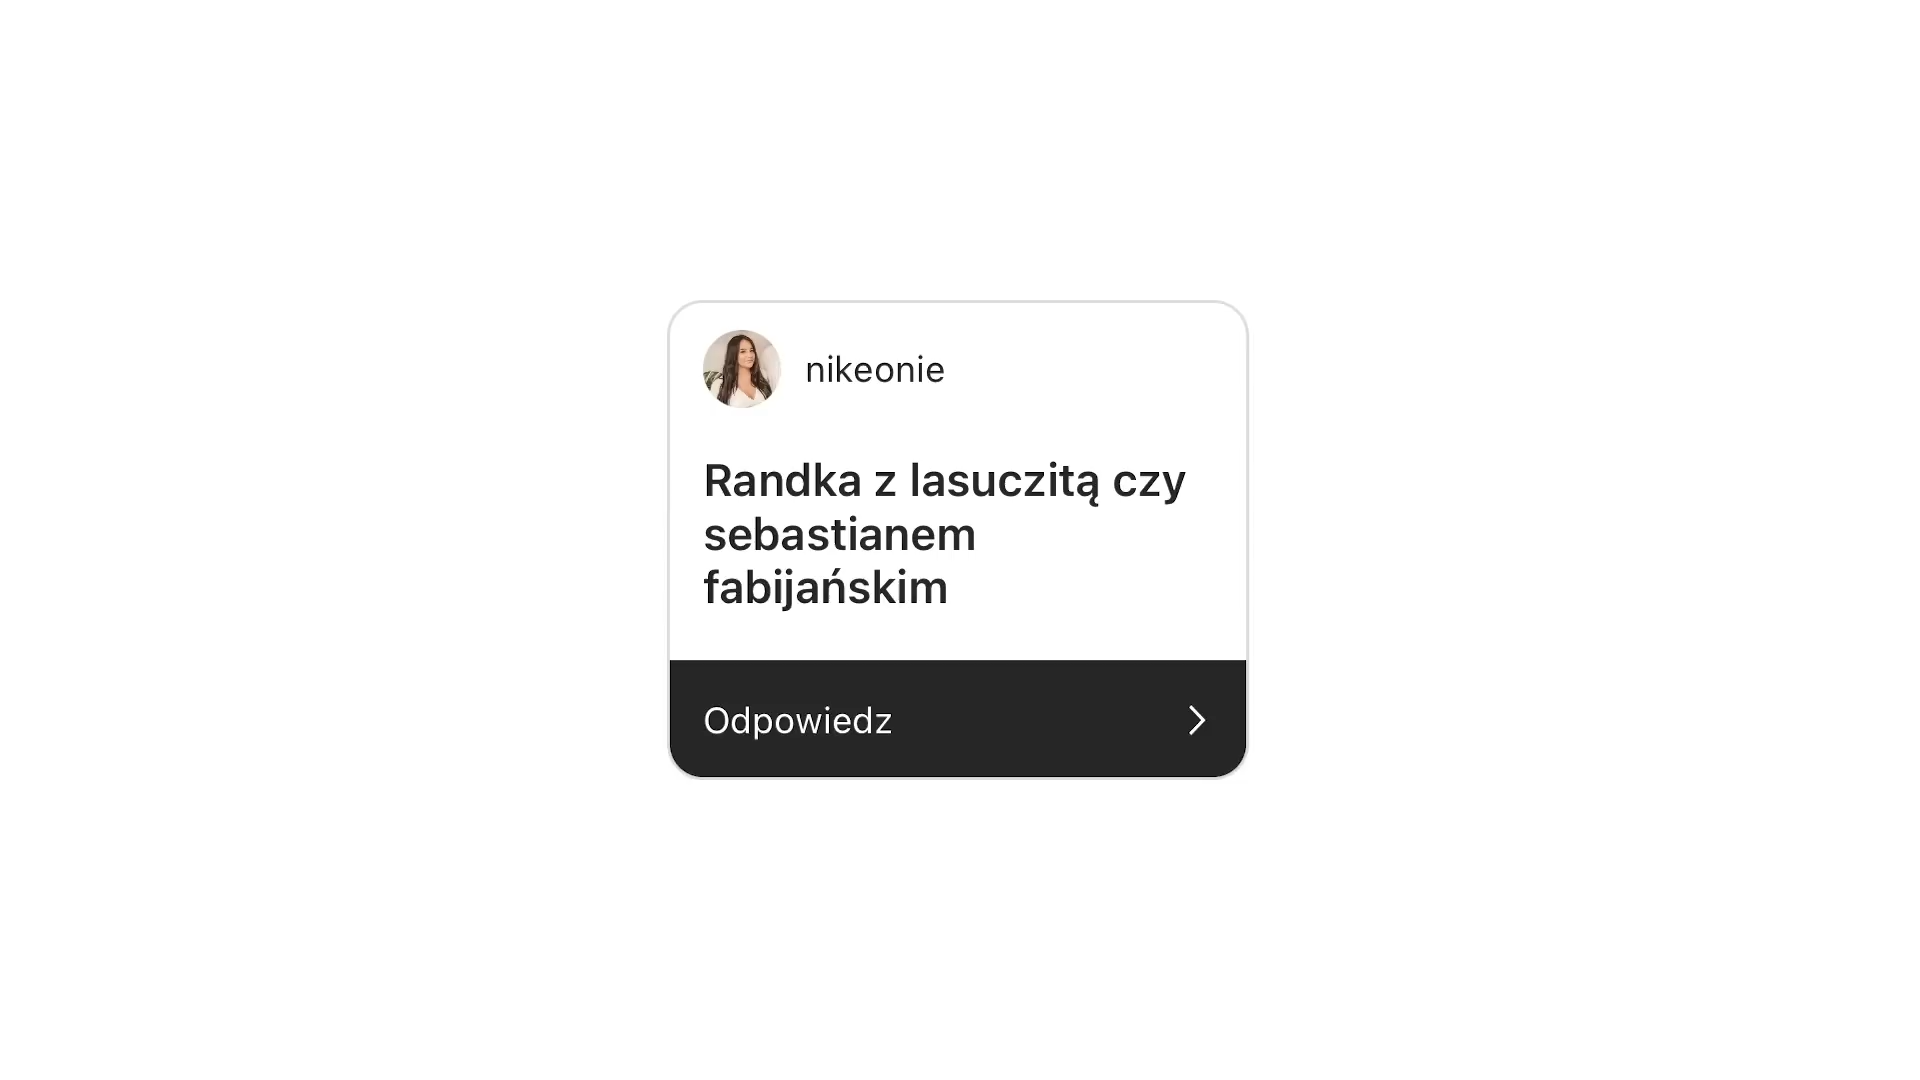 nikeonie
Randka z lasuczitą czy
sebastianem
fabijańskim
Odpowiedz